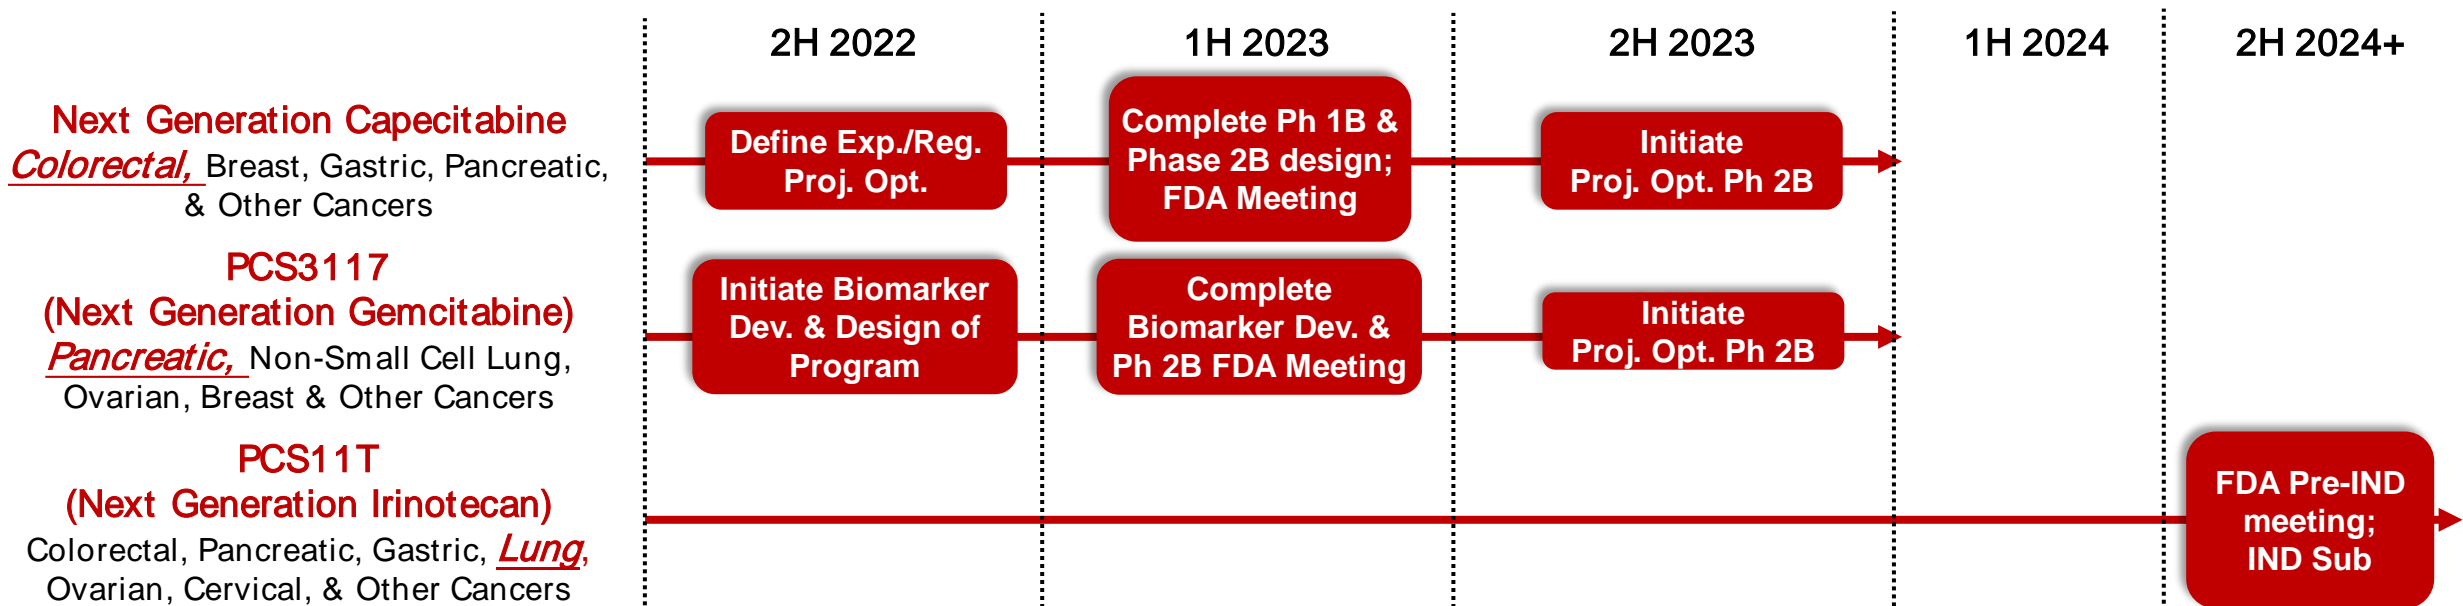 2H 2022
1H 2023
2H 2023
1H 2024
2H 2024+
Next Generation Capecitabine
Colorectal, Breast, Gastric, Pancreatic,
& Other Cancers
Define Exp./Reg.
Proj. Opt.
Complete Ph 1B &
Phase 2B design;
FDA Meeting
Initiate
Proj. Opt. Ph 2B
PCS3117
(Next Generation Gemcitabine)
Pancreatic, Non-Small Cell Lung,
Ovarian, Breast & Other Cancers
Initiate Biomarker
Dev. & Design of
Program
Complete
Biomarker Dev. &
Ph 2B FDA Meeting
Initiate
Proj. Opt. Ph 2B
PCS11T
(Next Generation Irinotecan)
Colorectal, Pancreatic, Gastric, Lung,
Ovarian, Cervical, & Other Cancers
FDA Pre-IND
meeting;
IND Sub